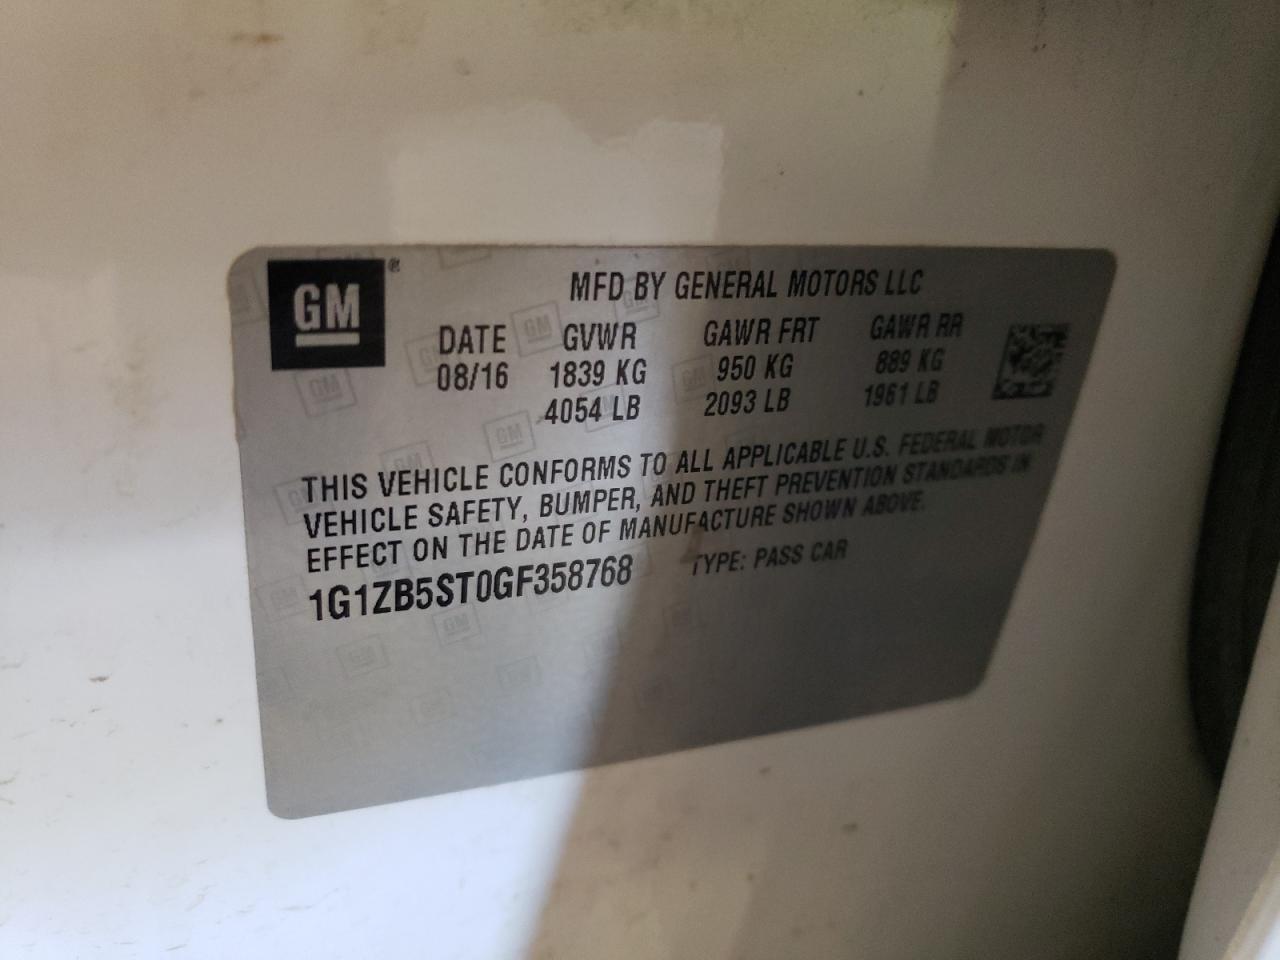 GM®
MFD BY GENERAL MOTORS LLC
DATE GVWR GAWR FRT GAWR RR
08/16 1839 KG 950 KG 889 KG
4054 LB 2093 LB 1961 LB
THIS VEHICLE CONFORMS TO ALL APPLICABLE U.S. FEDERAL MOTOR
VEHICLE SAFETY, BUMPER, AND THEFT PREVENTION STANDARDS IN
EFFECT ON THE DATE OF MANUFACTURE SHOWN ABOVE.
1G1ZB5ST0GF358768 TYPE: PASS CAR